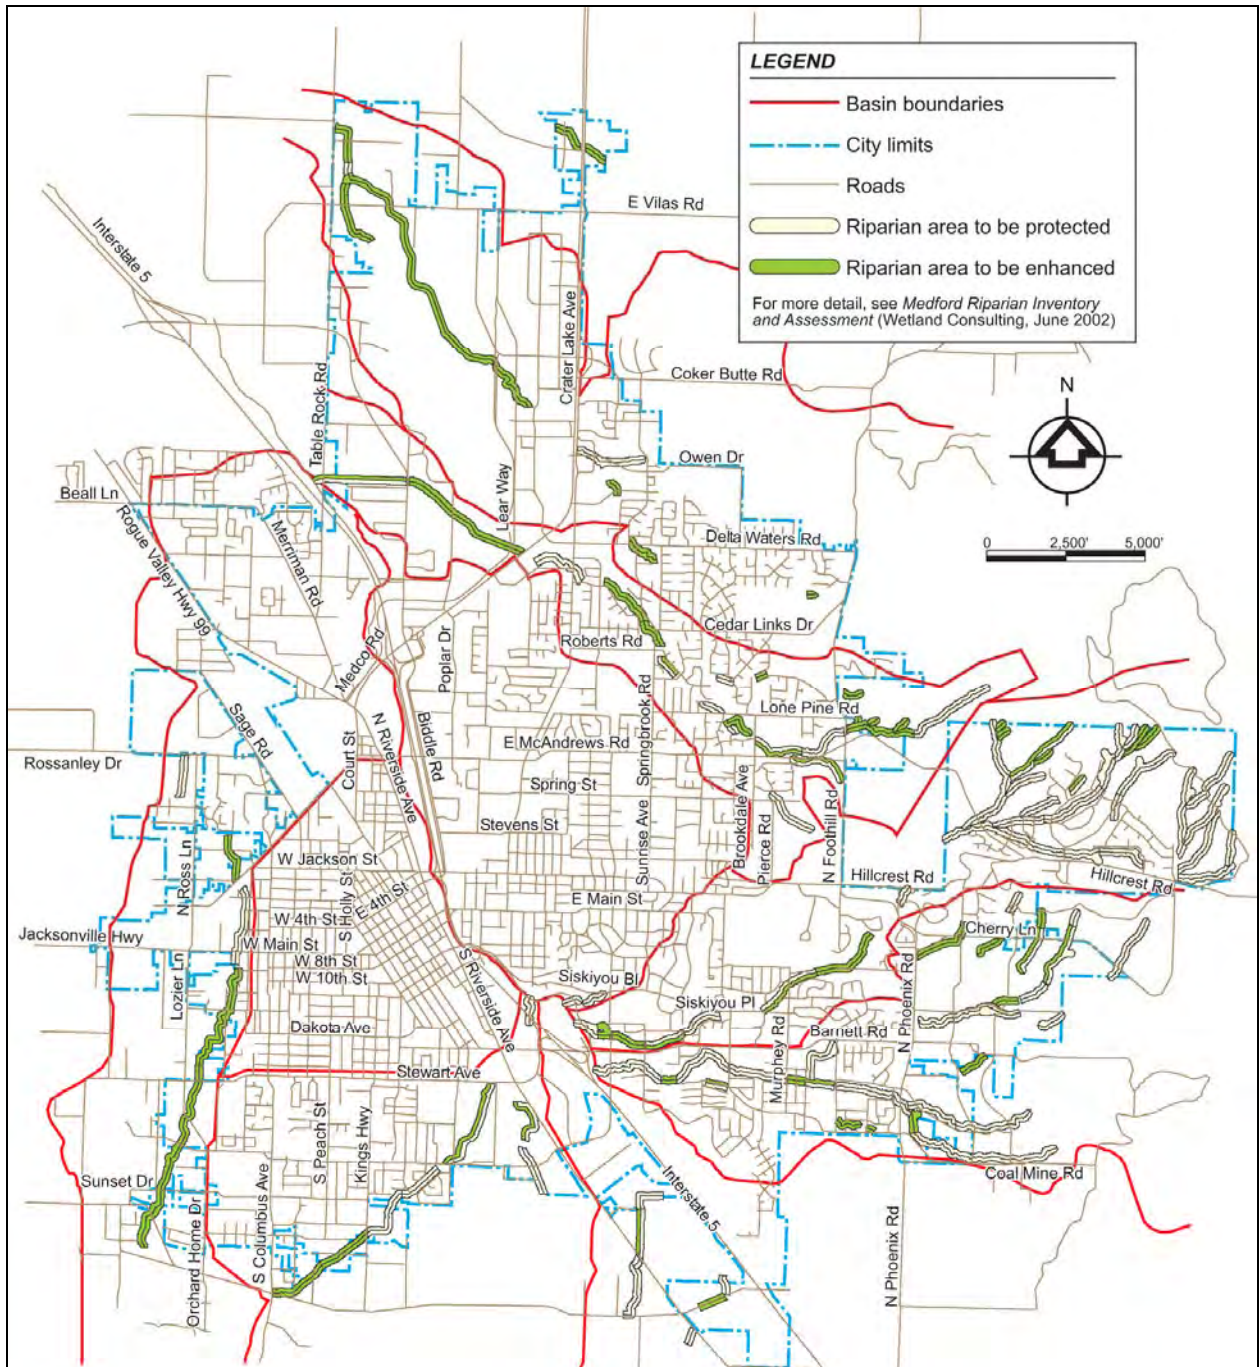 LEGEND
Basin boundaries
City limits
Roads
Riparian area to be protected
Riparian area to be enhanced
For more detail, see Medford Riparian Inventory
and Assessment (Wetland Consulting, June 2002)
E Vilas Rd
Interstate 5
Crater Lake Ave
Coker Butte Rd
N
Table Rock Rd
Owen Dr
Lear Way
Beall Ln
Rogue Valley Hwy 99
Merriman Rd
Delta Waters Rd
0 2,500' 5,000'
Cedar Links Dr
Roberts Rd
Medco Rd
Poplar Dr
Springbrook Rd
Lone Pine Rd
Sage Rd
N Riverside Ave
Biddle Rd
Court St
E McAndrews Rd
Rossanley Dr
Spring St
Stevens St
Sunrise Ave
Brookdale Ave
Pierce Rd
N Foothill Rd
N Ross Ln
W Jackson St
Hillcrest Rd
Hillcrest Rd
S Holly St
E 4th St
E Main St
W 4th St
Jacksonville Hwy
W Main St
W 8th St
W 10th St
Cherry Ln
Lozier Ln
S Riverside Ave
Siskiyou Bl
Siskiyou Pl
N Phoenix Rd
Dakota Ave
Barnett Rd
Murphey Rd
Stewart Ave
S Peach St
Kings Hwy
Sunset Dr
Coal Mine Rd
Interstate 5
Orchard Home Dr
S Columbus Ave
N Phoenix Rd